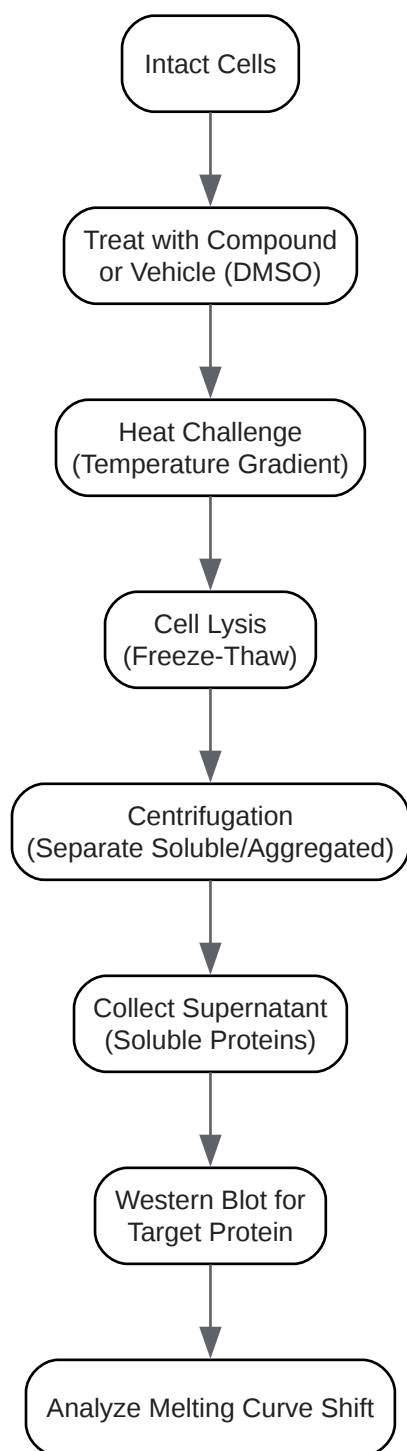 Intact Cells
Treat with Compound
or Vehicle (DMSO)
Heat Challenge
(Temperature Gradient)
Cell Lysis
(Freeze-Thaw)
Centrifugation
(Separate Soluble/Aggregated)
Collect Supernatant
(Soluble Proteins)
Western Blot for
Target Protein
Analyze Melting Curve Shift